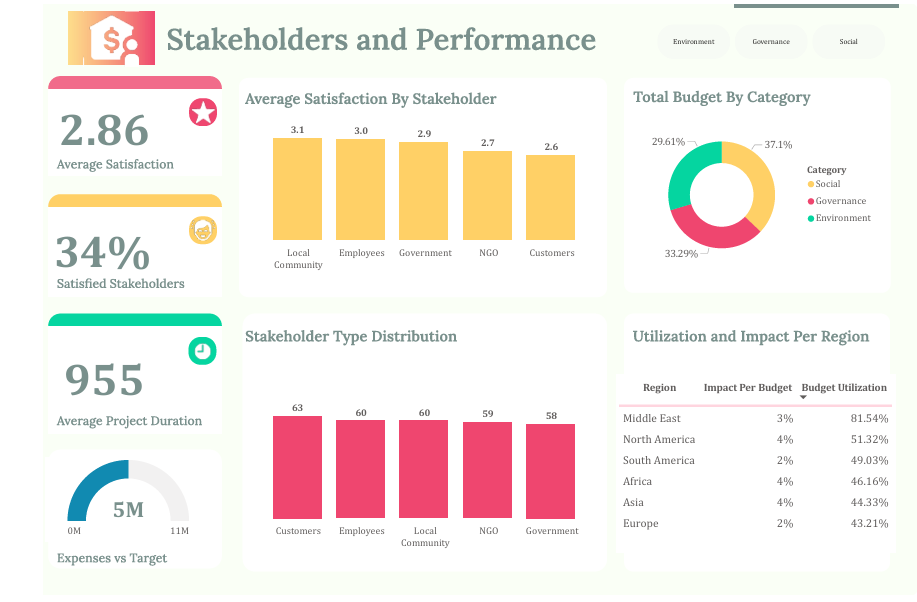 Stakeholders and Performance
Environment
Governance
Social
2.86
Average Satisfaction
34%
Satisfied Stakeholders
955
Average Project Duration
5M
0M
11M
Expenses vs Target
Average Satisfaction By Stakeholder
3.1
3.0
2.9
2.7
2.6
Local
Community
Employees
Government
NGO
Customers
Total Budget By Category
29.61%
37.1%
33.29%
Category
Social
Governance
Environment
Stakeholder Type Distribution
63
60
60
59
58
Customers
Employees
Local
Community
NGO
Government
Utilization and Impact Per Region
Region Impact Per Budget Budget Utilization
Middle East 3% 81.54%
North America 4% 51.32%
South America 2% 49.03%
Africa 4% 46.16%
Asia 4% 44.33%
Europe 2% 43.21%